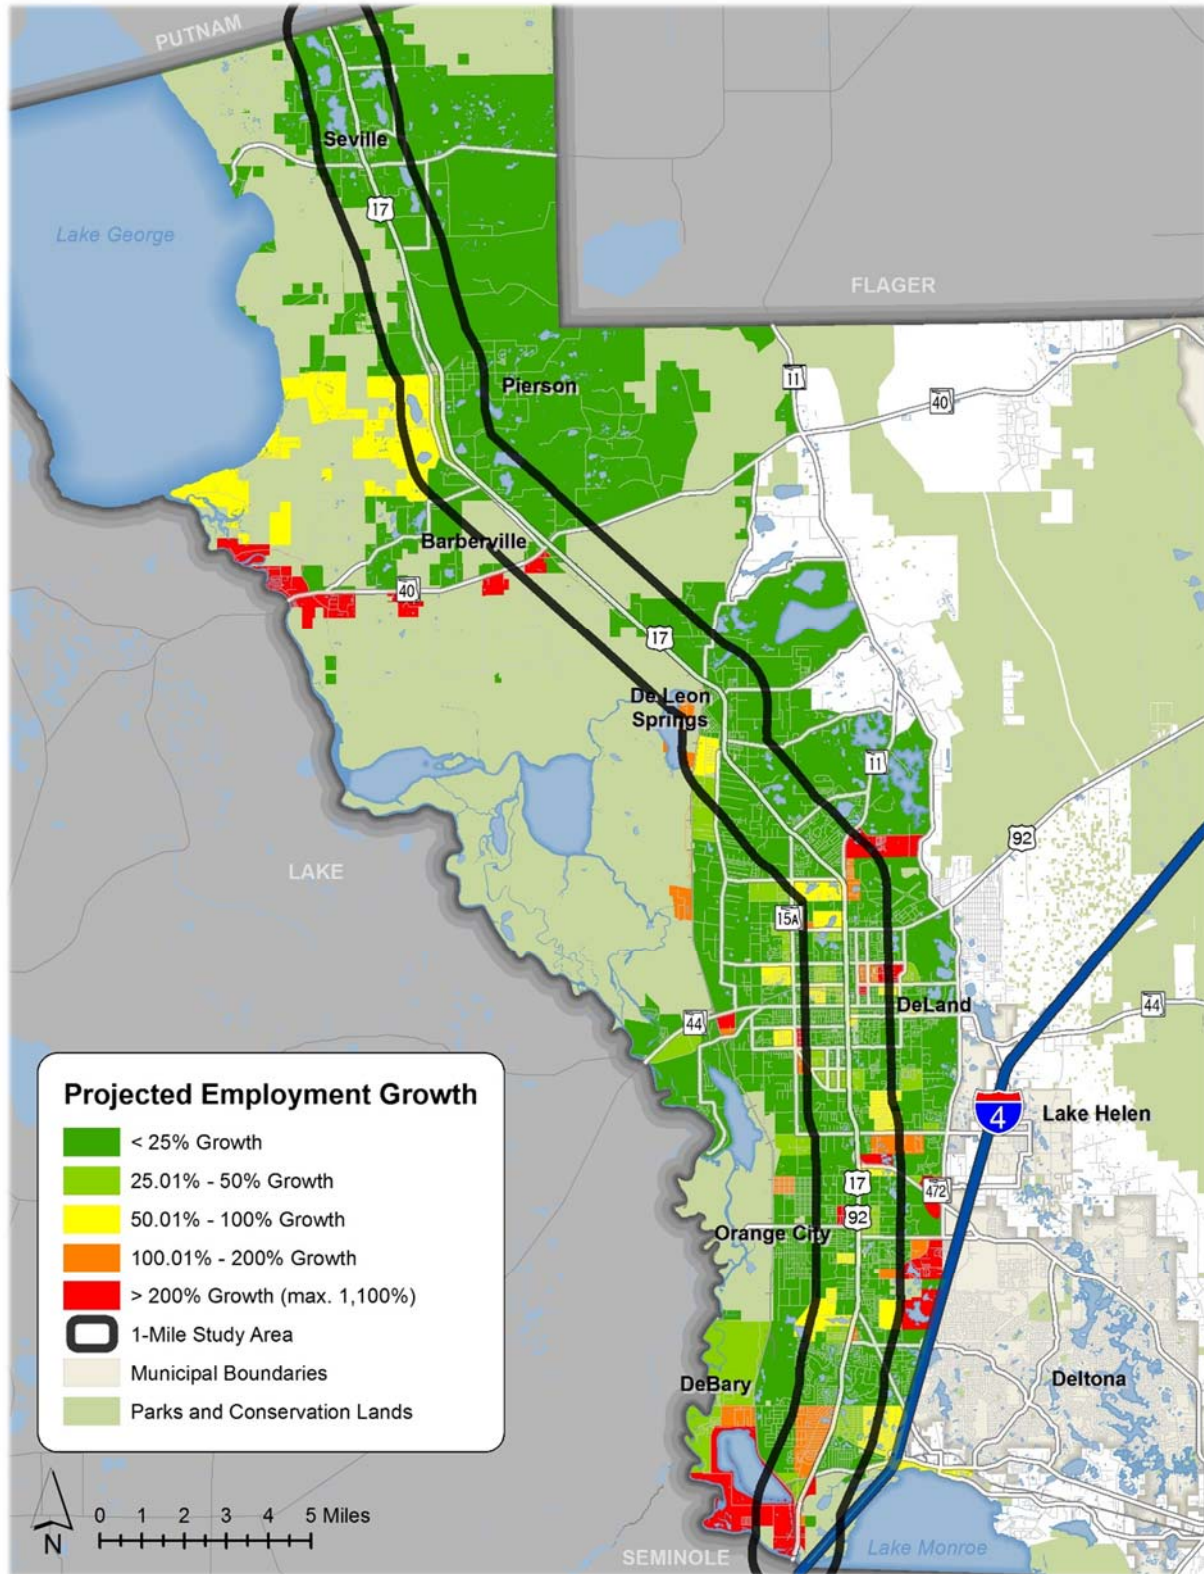 PUTNAM
Seville
17
Lake George
FLAGER
11
Pierson
40
Barberville
40
17
De Leon
Springs
11
92
LAKE
15A
44
DeLand
44
4
Lake Helen
17
472
92
Orange City
Deltona
DeBary
Lake Monroe
SEMINOLE
Projected Employment Growth
< 25% Growth
25.01% - 50% Growth
50.01% - 100% Growth
100.01% - 200% Growth
> 200% Growth (max. 1,100%)
1-Mile Study Area
Municipal Boundaries
Parks and Conservation Lands
N
0 1 2 3 4 5 Miles